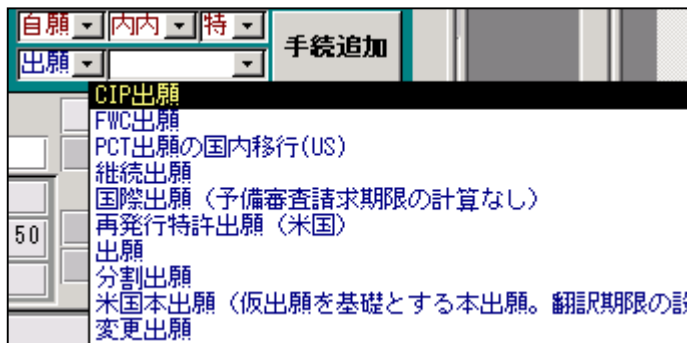 自願 内内 特 手続追加
出願
CIP出願
FWC出願
PCT出願の国内移行(US)
継続出願
国際出願（予備審査請求期限の計算なし）
再発行特許出願（米国）
50
出願
分割出願
米国本出願（仮出願を基礎とする本出願。翻訳期限の設
変更出願